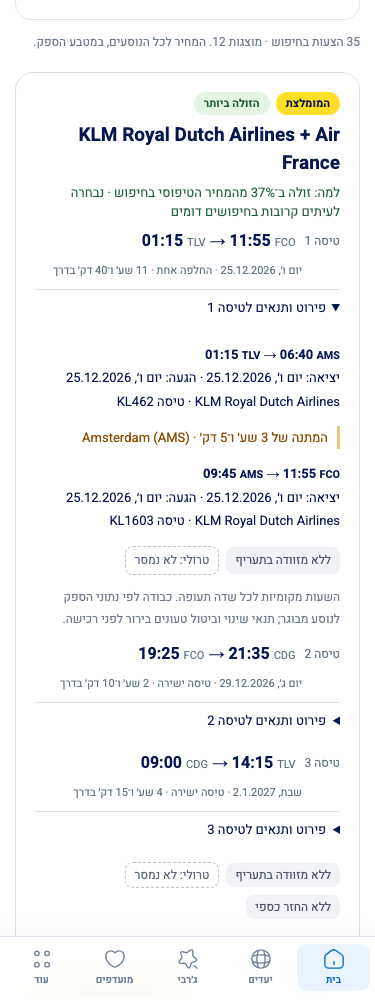 35 הצעות בחיפוש · מוצגות 12. המחיר לכל הנוסעים, במטבע הספק.
המומלצת
הזולה ביותר
KLM Royal Dutch Airlines + Air
France
למה: זולה ב־37% מהמחיר הטיפוסי בחיפוש · נבחרה
לעיתים קרובות בחיפושים דומים
טיסה 1
01:15 TLV → 11:55 FCO
יום ו׳, 25.12.2026 · החלפה אחת · 11 שע׳ ו־40 דק׳ בדרך
▼ פירוט ותנאים לטיסה 1
01:15 TLV → 06:40 AMS
יציאה: יום ו׳, 25.12.2026 · הגעה: יום ו׳, 25.12.2026
KLM Royal Dutch Airlines · טיסה KL462
המתנה של 3 שע׳ ו־5 דק׳ · Amsterdam (AMS)
09:45 AMS → 11:55 FCO
יציאה: יום ו׳, 25.12.2026 · הגעה: יום ו׳, 25.12.2026
KLM Royal Dutch Airlines · טיסה KL1603
ללא מזוודה בתעריף
טרולי: לא נמסר
השעות מקומיות לכל שדה תעופה. כבודה לפי נתוני הספק
לנוסע מבוגר; תנאי שינוי וביטול טעונים בירור לפני רכישה.
טיסה 2
19:25 FCO → 21:35 CDG
יום ג׳, 29.12.2026 · טיסה ישירה · 2 שע׳ ו־10 דק׳ בדרך
◀ פירוט ותנאים לטיסה 2
טיסה 3
09:00 CDG → 14:15 TLV
שבת, 2.1.2027 · טיסה ישירה · 4 שע׳ ו־15 דק׳ בדרך
◀ פירוט ותנאים לטיסה 3
ללא מזוודה בתעריף
טרולי: לא נמסר
ללא החזר כספי
בית
יעדים
ג׳רבי
מועדפים
עוד